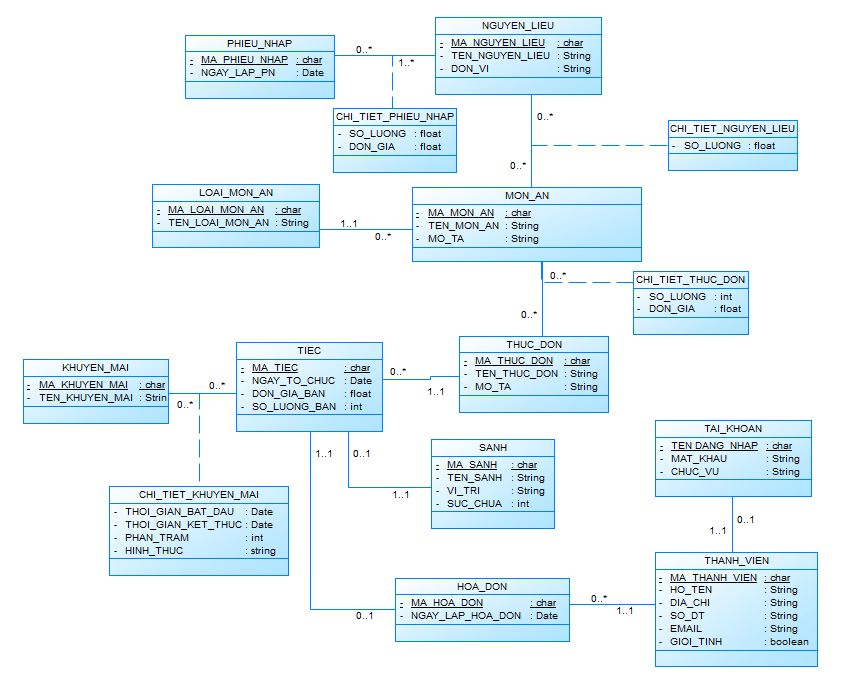 NGUYEN_LIEU
- MA_NGUYEN_LIEU : char
- TEN_NGUYEN_LIEU : String
- DON_VI : String
PHIEU_NHAP
- MA_PHIEU_NHAP : char
- NGAY_LAP_PN : Date
0..*
1..*
CHI_TIET_PHIEU_NHAP
- SO_LUONG : float
- DON_GIA : float
0..*
0..*
CHI_TIET_NGUYEN_LIEU
- SO_LUONG : float
LOAI_MON_AN
- MA_LOAI_MON_AN : char
- TEN_LOAI_MON_AN : String
1..1
0..*
MON_AN
- MA_MON_AN : char
- TEN_MON_AN : String
- MO_TA : String
0..*
0..*
CHI_TIET_THUC_DON
- SO_LUONG : int
- DON_GIA : float
THUC_DON
- MA_THUC_DON : char
- TEN_THUC_DON : String
- MO_TA : String
TIEC
- MA_TIEC : char
- NGAY_TO_CHUC : Date
- DON_GIA_BAN : float
- SO_LUONG_BAN : int
0..*
1..1
KHUYEN_MAI
- MA_KHUYEN_MAI : char
- TEN_KHUYEN_MAI : Strin
0..*
0..*
CHI_TIET_KHUYEN_MAI
- THOI_GIAN_BAT_DAU : Date
- THOI_GIAN_KET_THUC : Date
- PHAN_TRAM : int
- HINH_THUC : string
1..1
0..1
0..1
1..1
SANH
- MA_SANH : char
- TEN_SANH : String
- VI_TRI : String
- SUC_CHUA : int
TAI_KHOAN
- TEN DANG_NHAP : char
- MAT_KHAU : String
- CHUC_VU : String
0..1
1..1
HOA_DON
- MA_HOA_DON : char
- NGAY_LAP_HOA_DON : Date
0..*
1..1
THANH_VIEN
- MA_THANH_VIEN : char
- HO_TEN : String
- DIA_CHI : String
- SO_DT : String
- EMAIL : String
- GIOI_TINH : boolean